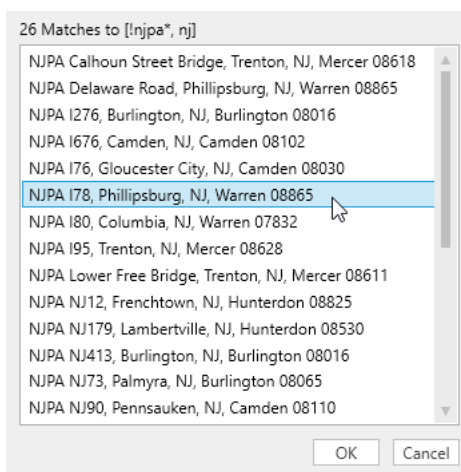 26 Matches to [!njpa*, nj]
NJPA Calhoun Street Bridge, Trenton, NJ, Mercer 08618
NJPA Delaware Road, Phillipsburg, NJ, Warren 08865
NJPA I276, Burlington, NJ, Burlington 08016
NJPA I676, Camden, NJ, Camden 08102
NJPA I76, Gloucester City, NJ, Camden 08030
NJPA I78, Phillipsburg, NJ, Warren 08865
NJPA I80, Columbia, NJ, Warren 07832
NJPA I95, Trenton, NJ, Mercer 08628
NJPA Lower Free Bridge, Trenton, NJ, Mercer 08611
NJPA NJ12, Frenchtown, NJ, Hunterdon 08825
NJPA NJ179, Lambertville, NJ, Hunterdon 08530
NJPA NJ413, Burlington, NJ, Burlington 08016
NJPA NJ73, Palmyra, NJ, Burlington 08065
NJPA NJ90, Pennsauken, NJ, Camden 08110
OK Cancel